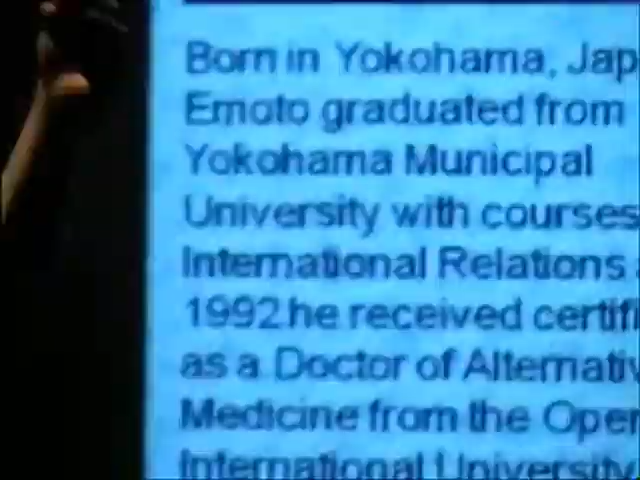 Born in Yokohama, Jap
Emoto graduated from
Yokohama Municipal
University with courses
International Relations
1992 he received certifi
as a Doctor of Alternativ
Medicine from the Open
International University